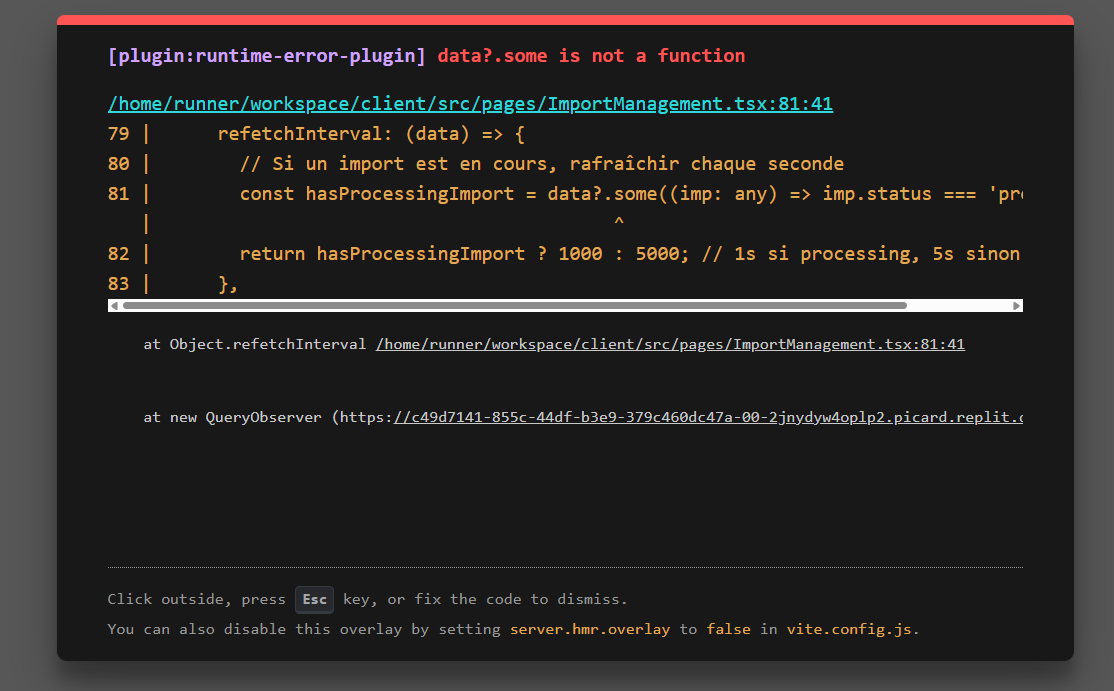 [plugin:runtime-error-plugin] data?.some is not a function
/home/runner/workspace/client/src/pages/ImportManagement.tsx:81:41
79 |      refetchInterval: (data) => {
80 |        // Si un import est en cours, rafraîchir chaque seconde
81 |        const hasProcessingImport = data?.some((imp: any) => imp.status === 'pro
   |                                          ^
82 |        return hasProcessingImport ? 1000 : 5000; // 1s si processing, 5s sinon
83 |      },
at Object.refetchInterval /home/runner/workspace/client/src/pages/ImportManagement.tsx:81:41
at new QueryObserver (https://c49d7141-855c-44df-b3e9-379c460dc47a-00-2jnydyw4oplp2.picard.replit.
Click outside, press Esc key, or fix the code to dismiss.
You can also disable this overlay by setting server.hmr.overlay to false in vite.config.js.